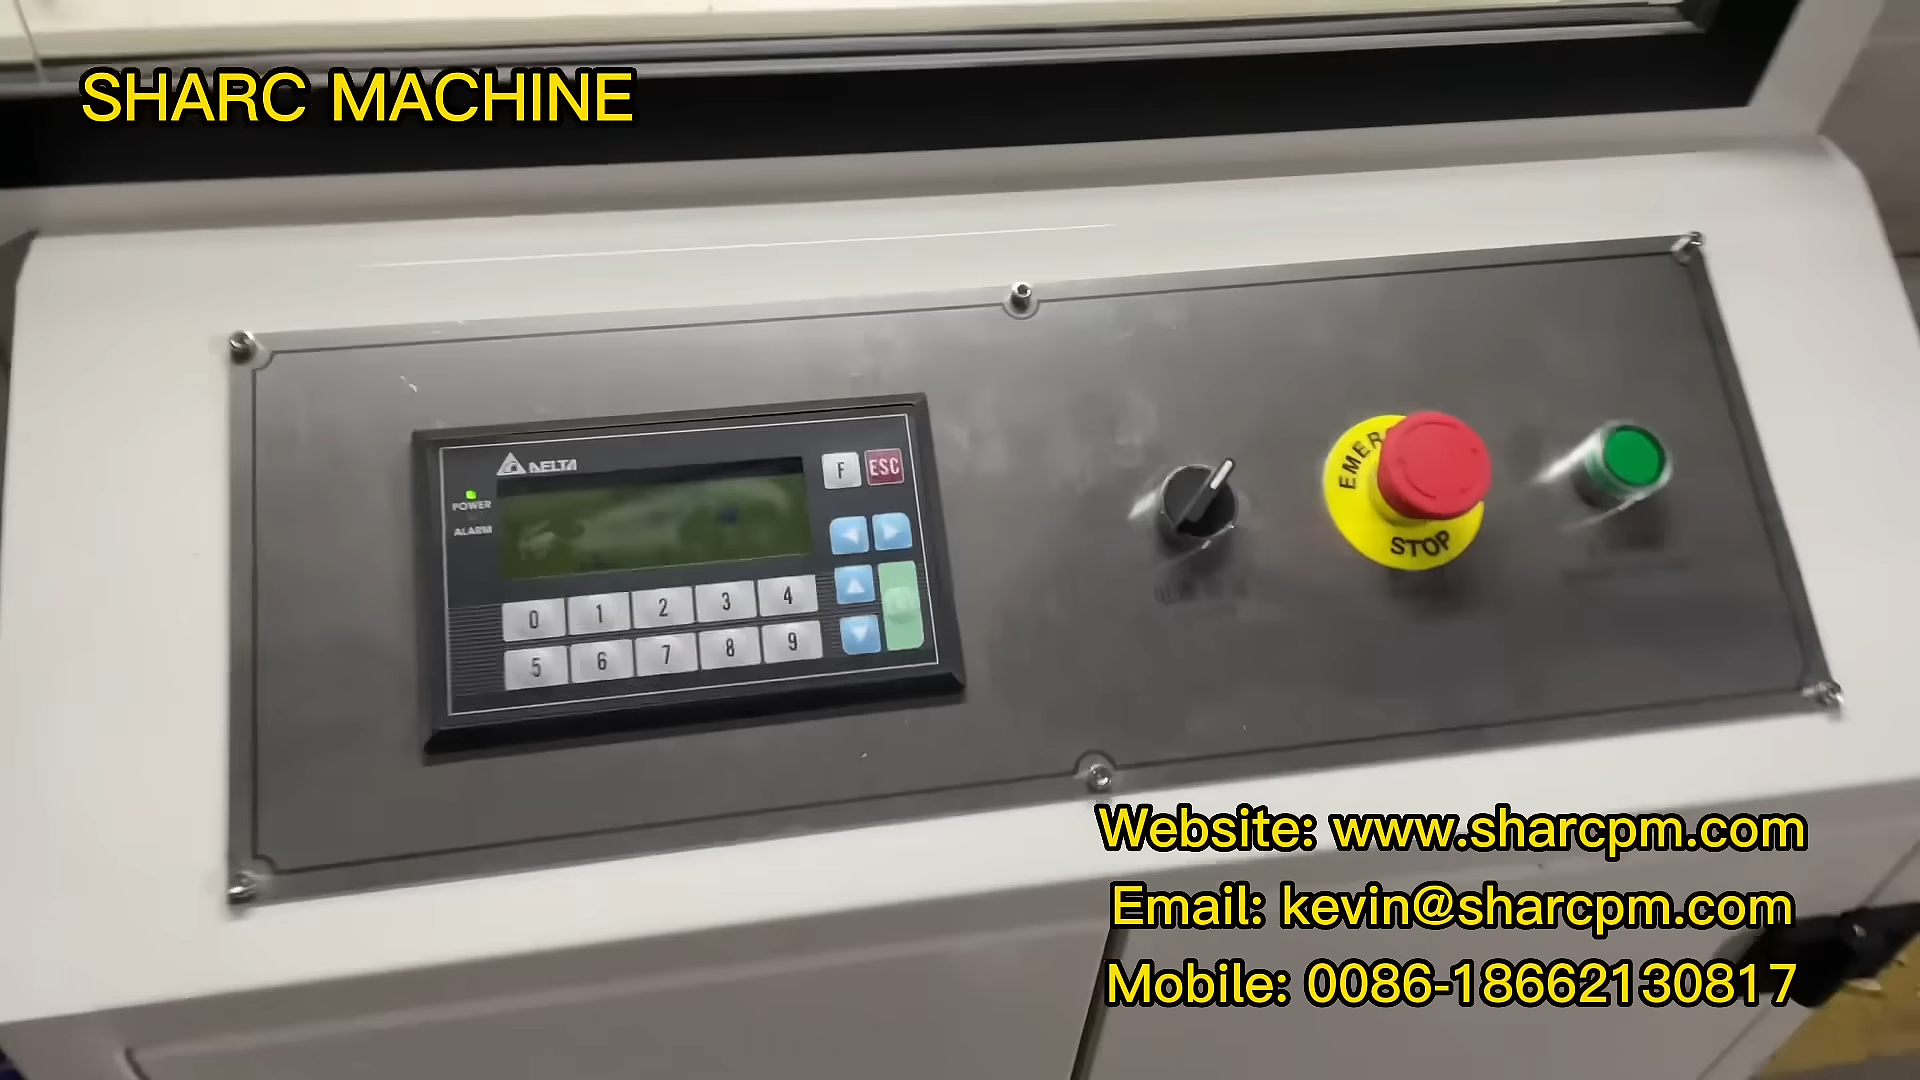 SHARC MACHINE
DELTA
POWER
ALARM
F
ESC
0 1 2 3 4
5 6 7 8 9
EMER
STOP
Website: www.sharcpm.com
Email: kevin@sharcpm.com
Mobile: 0086-18662130817